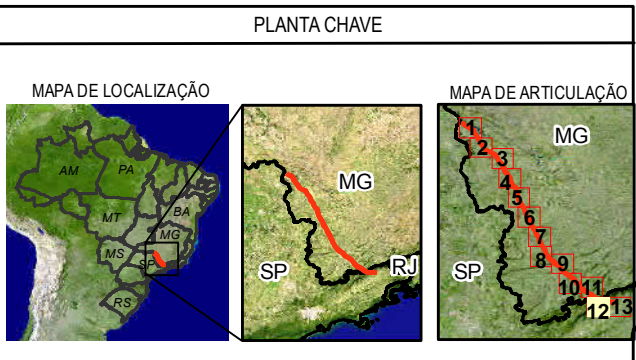 PLANTA CHAVE
MAPA DE LOCALIZAÇÃO
AM
PA
MT
BA
MG
MS
SP
RS
MG
SP
RJ
MAPA DE ARTICULAÇÃO
MG
SP
1
2
3
4
5
6
7
8
9
10
11
12
13